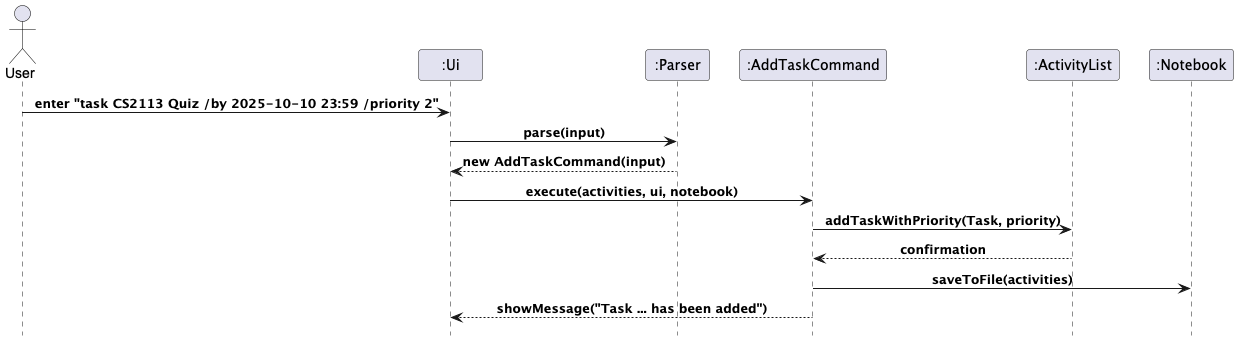 User
:Ui
:Parser
:AddTaskCommand
:ActivityList
:Notebook
enter "task CS2113 Quiz /by 2025-10-10 23:59 /priority 2"
parse(input)
new AddTaskCommand(input)
execute(activities, ui, notebook)
addTaskWithPriority(Task, priority)
confirmation
saveToFile(activities)
showMessage("Task ... has been added")